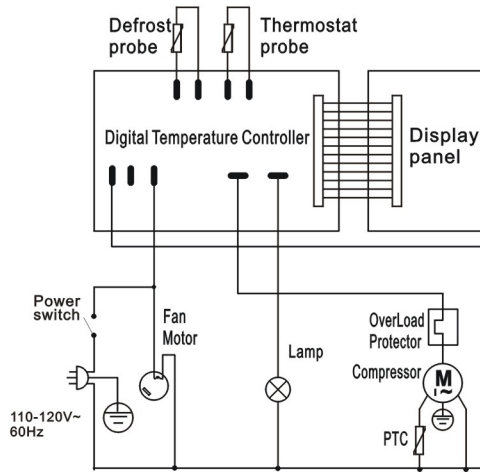 Defrost
probe
Thermostat
probe
Digital Temperature Controller
Display
panel
Power
switch
Fan
Motor
OverLoad
Protector
Lamp
Compressor
M
1~
PTC
110-120V~
60Hz